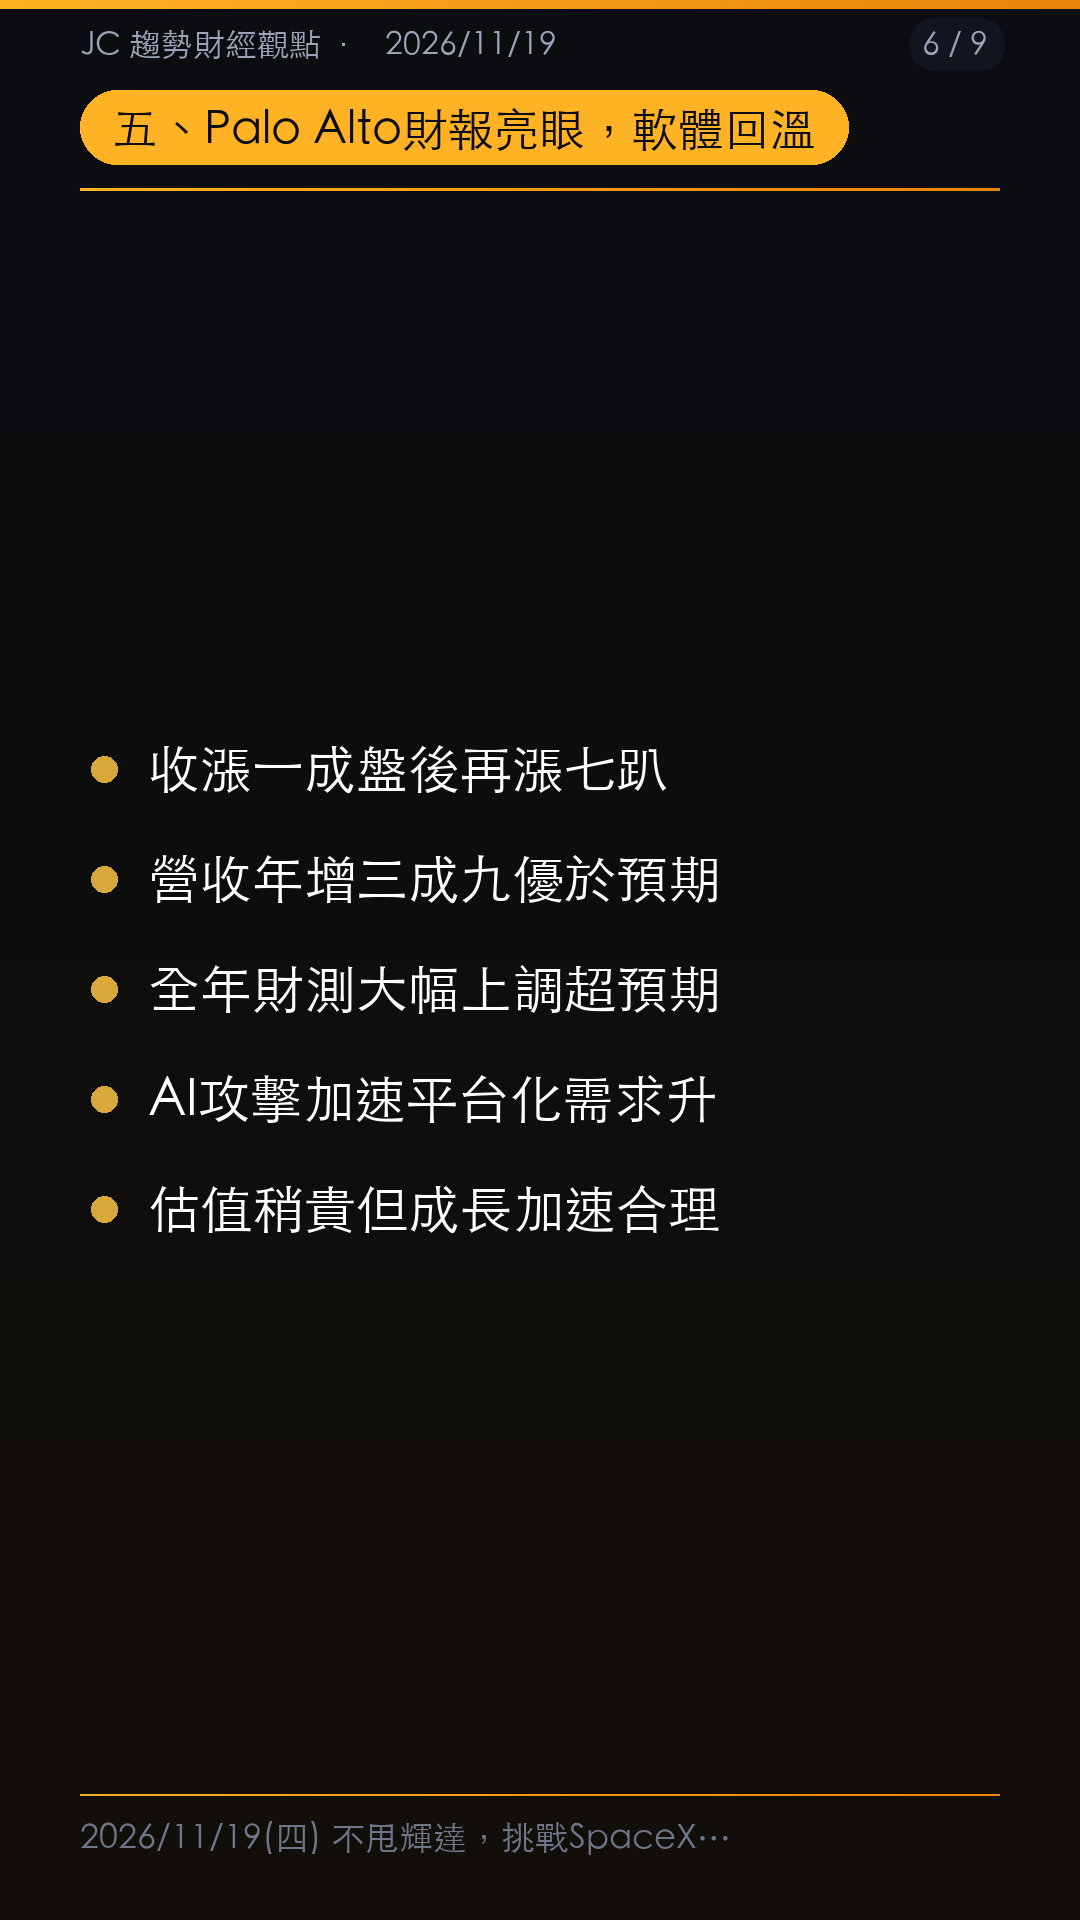 JC 趨勢財經觀點 · 2026/11/19
6 / 9
五、Palo Alto財報亮眼，軟體回溫
收漲一成盤後再漲七趴
營收年增三成九優於預期
全年財測大幅上調超預期
AI攻擊加速平台化需求升
估值稍貴但成長加速合理
2026/11/19(四) 不甩輝達，挑戰SpaceX⋯